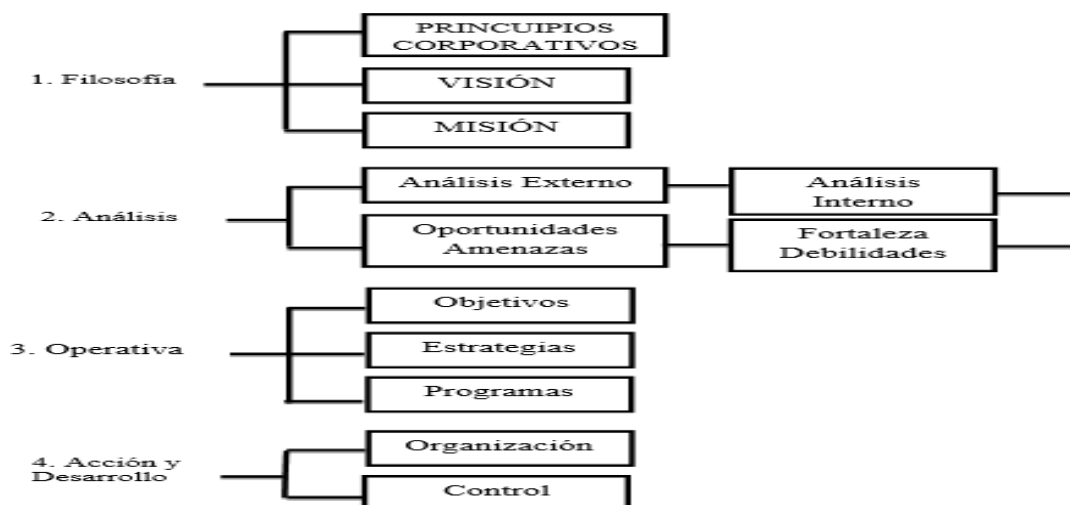 PRINCUIPIOS
CORPORATIVOS
1. Filosofía
VISIÓN
MISIÓN
Análisis Externo
Análisis
Interno
2. Análisis
Oportunidades
Amenazas
Fortaleza
Debilidades
Objetivos
3. Operativa
Estrategias
Programas
Organización
4. Acción y
Desarrollo
Control